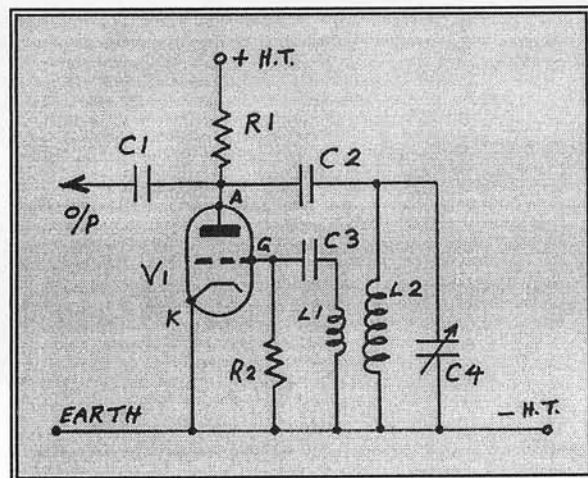 + H.T.
R1
C1
C2
O/P
A
G
C3
V1
K
L1
L2
R2
C4
EARTH
– H.T.